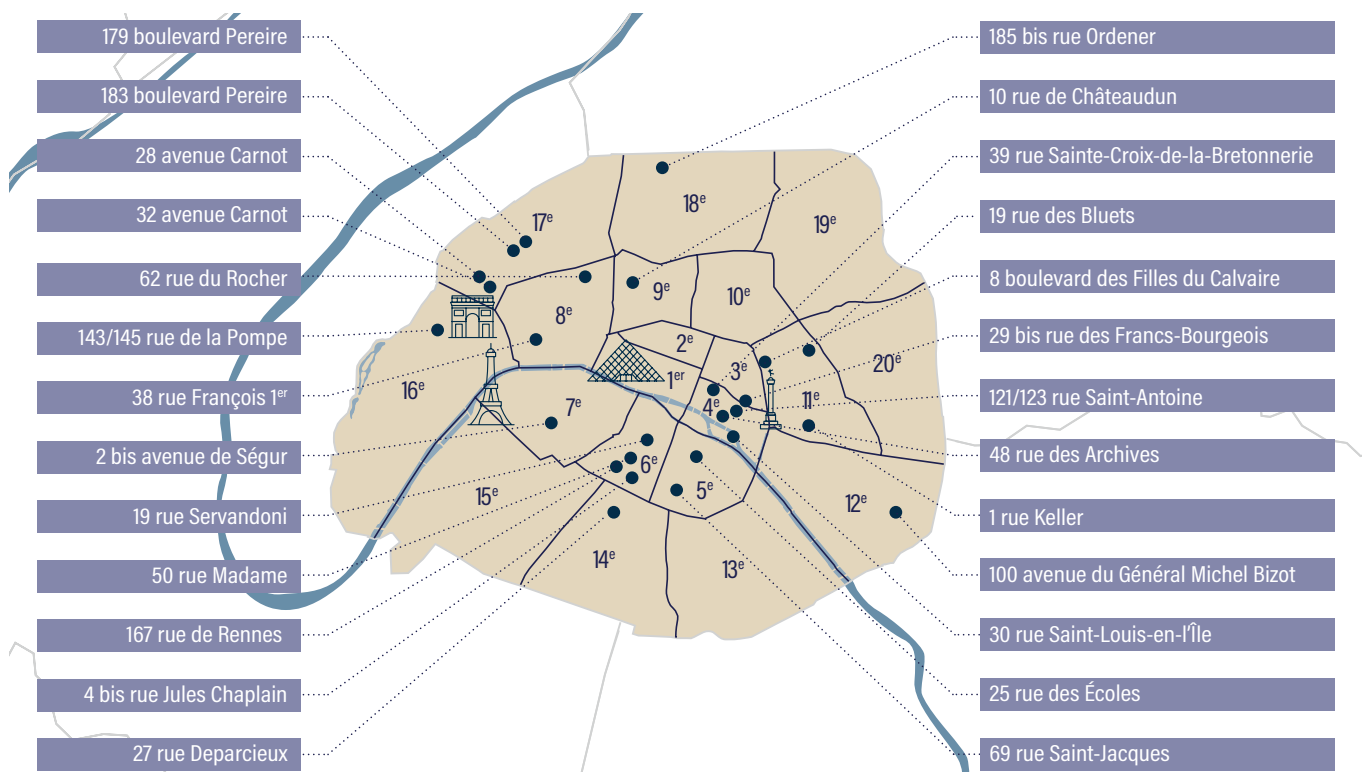 179 boulevard Pereire
183 boulevard Pereire
28 avenue Carnot
32 avenue Carnot
62 rue du Rocher
143/145 rue de la Pompe
38 rue François 1er
2 bis avenue de Ségur
19 rue Servandoni
50 rue Madame
167 rue de Rennes
4 bis rue Jules Chaplain
27 rue Deparcieux
18e
17e
19e
9e
10e
8e
2e
3e
1er
20e
16e
7e
4e
11e
6e
5e
15e
12e
14e
13e
185 bis rue Ordener
10 rue de Châteaudun
39 rue Sainte-Croix-de-la-Bretonnerie
19 rue des Bluets
8 boulevard des Filles du Calvaire
29 bis rue des Francs-Bourgeois
121/123 rue Saint-Antoine
48 rue des Archives
1 rue Keller
100 avenue du Général Michel Bizot
30 rue Saint-Louis-en-l'Île
25 rue des Écoles
69 rue Saint-Jacques